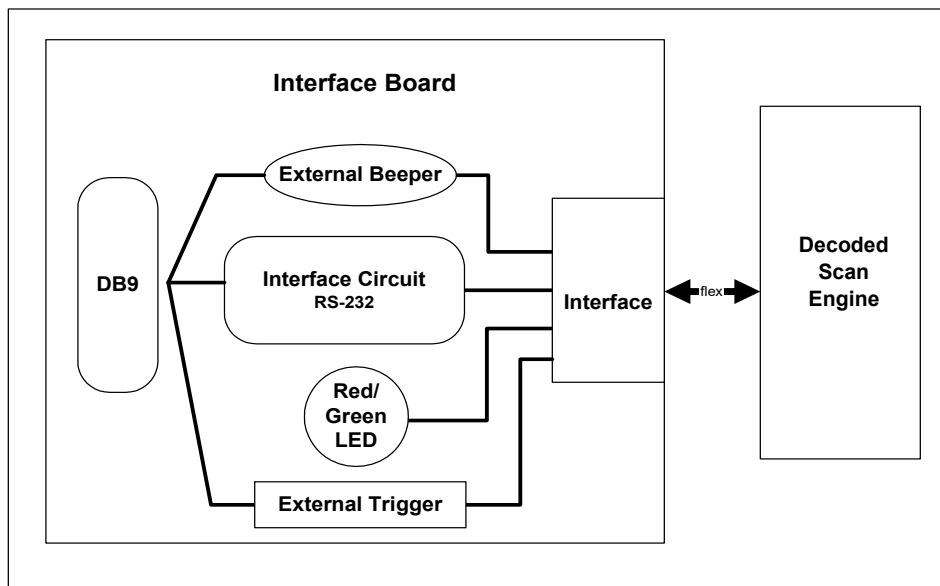 Interface Board
External Beeper
DB9
Interface Circuit
RS-232
Interface
flex
Decoded
Scan
Engine
Red/
Green
LED
External Trigger